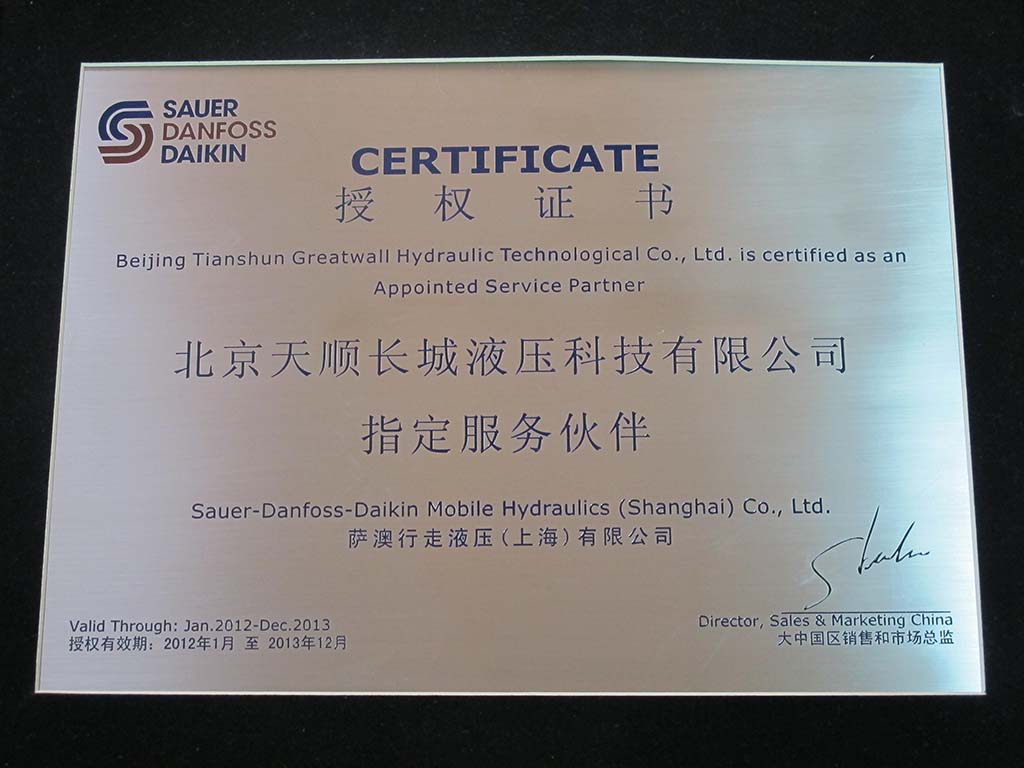 SAUER
DANFOSS
DAIKIN
CERTIFICATE
授权证书
Beijing Tianshun Greatwall Hydraulic Technological Co., Ltd. is certified as an
Appointed Service Partner
北京天顺长城液压科技有限公司
指定服务伙伴
Sauer-Danfoss-Daikin Mobile Hydraulics (Shanghai) Co., Ltd.
萨澳行走液压(上海)有限公司
Valid Through: Jan.2012-Dec.2013
授权有效期: 2012年1月 至 2013年12月
Director, Sales & Marketing China
大中国区销售和市场总监